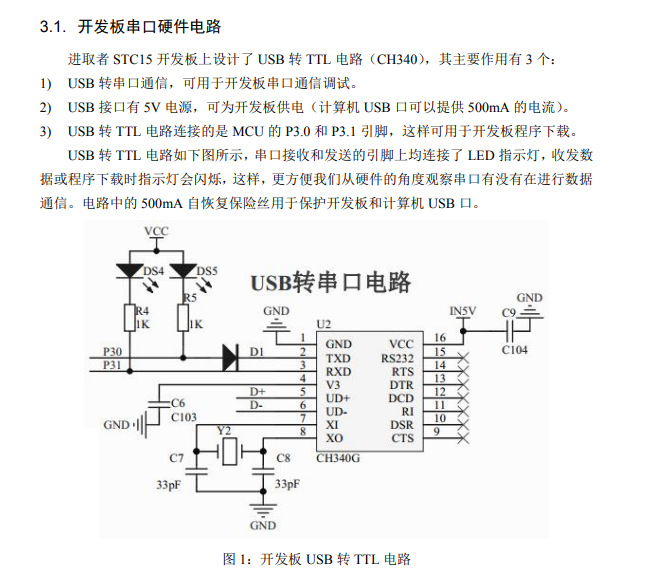 3.1. 开发板串口硬件电路
进取者 STC15 开发板上设计了 USB 转 TTL 电路（CH340），其主要作用有 3 个：
1) USB 转串口通信，可用于开发板串口通信调试。
2) USB 接口有 5V 电源，可为开发板供电（计算机 USB 口可以提供 500mA 的电流）。
3) USB 转 TTL 电路连接的是 MCU 的 P3.0 和 P3.1 引脚，这样可用于开发板程序下载。
USB 转 TTL 电路如下图所示，串口接收和发送的引脚上均连接了 LED 指示灯，收发数
据或程序下载时指示灯会闪烁，这样，更方便我们从硬件的角度观察串口有没有在进行数据
通信。电路中的 500mA 自恢复保险丝用于保护开发板和计算机 USB 口。
VCC
DS4 DS5
USB转串口电路
R4 1K
R5 1K
GND
U2
IN5V
C9
GND
C104
P30
P31
D1
1 GND VCC 16
2 TXD RS232 15
3 RXD RTS 14
4 V3 DTR 13
D+ 5 UD+ DCD 12
D- 6 UD- RI 11
7 XI DSR 10
8 XO CTS 9
CH340G
C6
C103
GND
Y2
C7
33pF
C8
33pF
GND
图 1：开发板 USB 转 TTL 电路